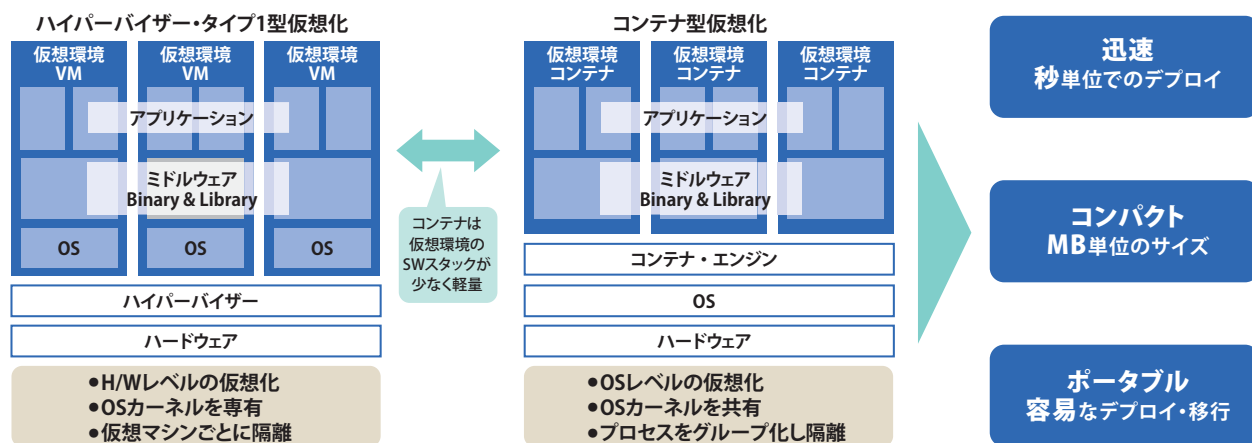 ハイパーバイザー・タイプ1型仮想化
仮想環境
VM
仮想環境
VM
仮想環境
VM
アプリケーション
ミドルウェア
Binary & Library
OS
OS
OS
ハイパーバイザー
ハードウェア
●H/Wレベルの仮想化
●OSカーネルを専有
●仮想マシンごとに隔離
コンテナは
仮想環境の
SWスタックが
少なく軽量
コンテナ型仮想化
仮想環境
コンテナ
仮想環境
コンテナ
仮想環境
コンテナ
アプリケーション
ミドルウェア
Binary & Library
コンテナ・エンジン
OS
ハードウェア
●OSレベルの仮想化
●OSカーネルを共有
●プロセスをグループ化し隔離
迅速
秒単位でのデプロイ
コンパクト
MB単位のサイズ
ポータブル
容易なデプロイ・移行